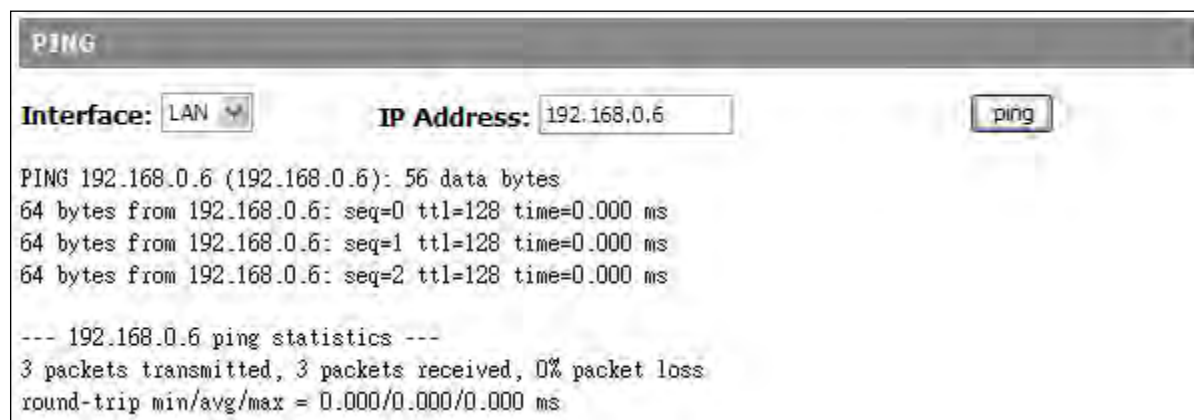 PING
Interface: LAN IP Address: 192.168.0.6 ping
PING 192.168.0.6 (192.168.0.6): 56 data bytes
64 bytes from 192.168.0.6: seq=0 ttl=128 time=0.000 ms
64 bytes from 192.168.0.6: seq=1 ttl=128 time=0.000 ms
64 bytes from 192.168.0.6: seq=2 ttl=128 time=0.000 ms
--- 192.168.0.6 ping statistics ---
3 packets transmitted, 3 packets received, 0% packet loss
round-trip min/avg/max = 0.000/0.000/0.000 ms